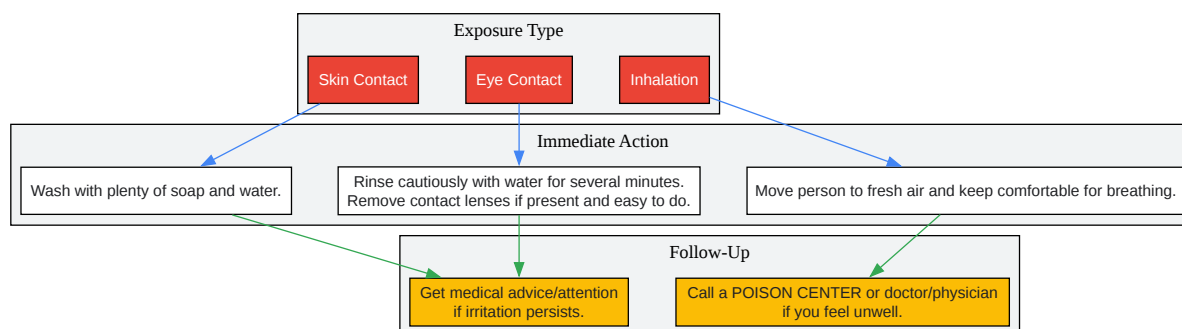 Exposure Type
Skin Contact
Eye Contact
Inhalation
Immediate Action
Wash with plenty of soap and water.
Rinse cautiously with water for several minutes.
Remove contact lenses if present and easy to do.
Move person to fresh air and keep comfortable for breathing.
Follow-Up
Get medical advice/attention
if irritation persists.
Call a POISON CENTER or doctor/physician
if you feel unwell.